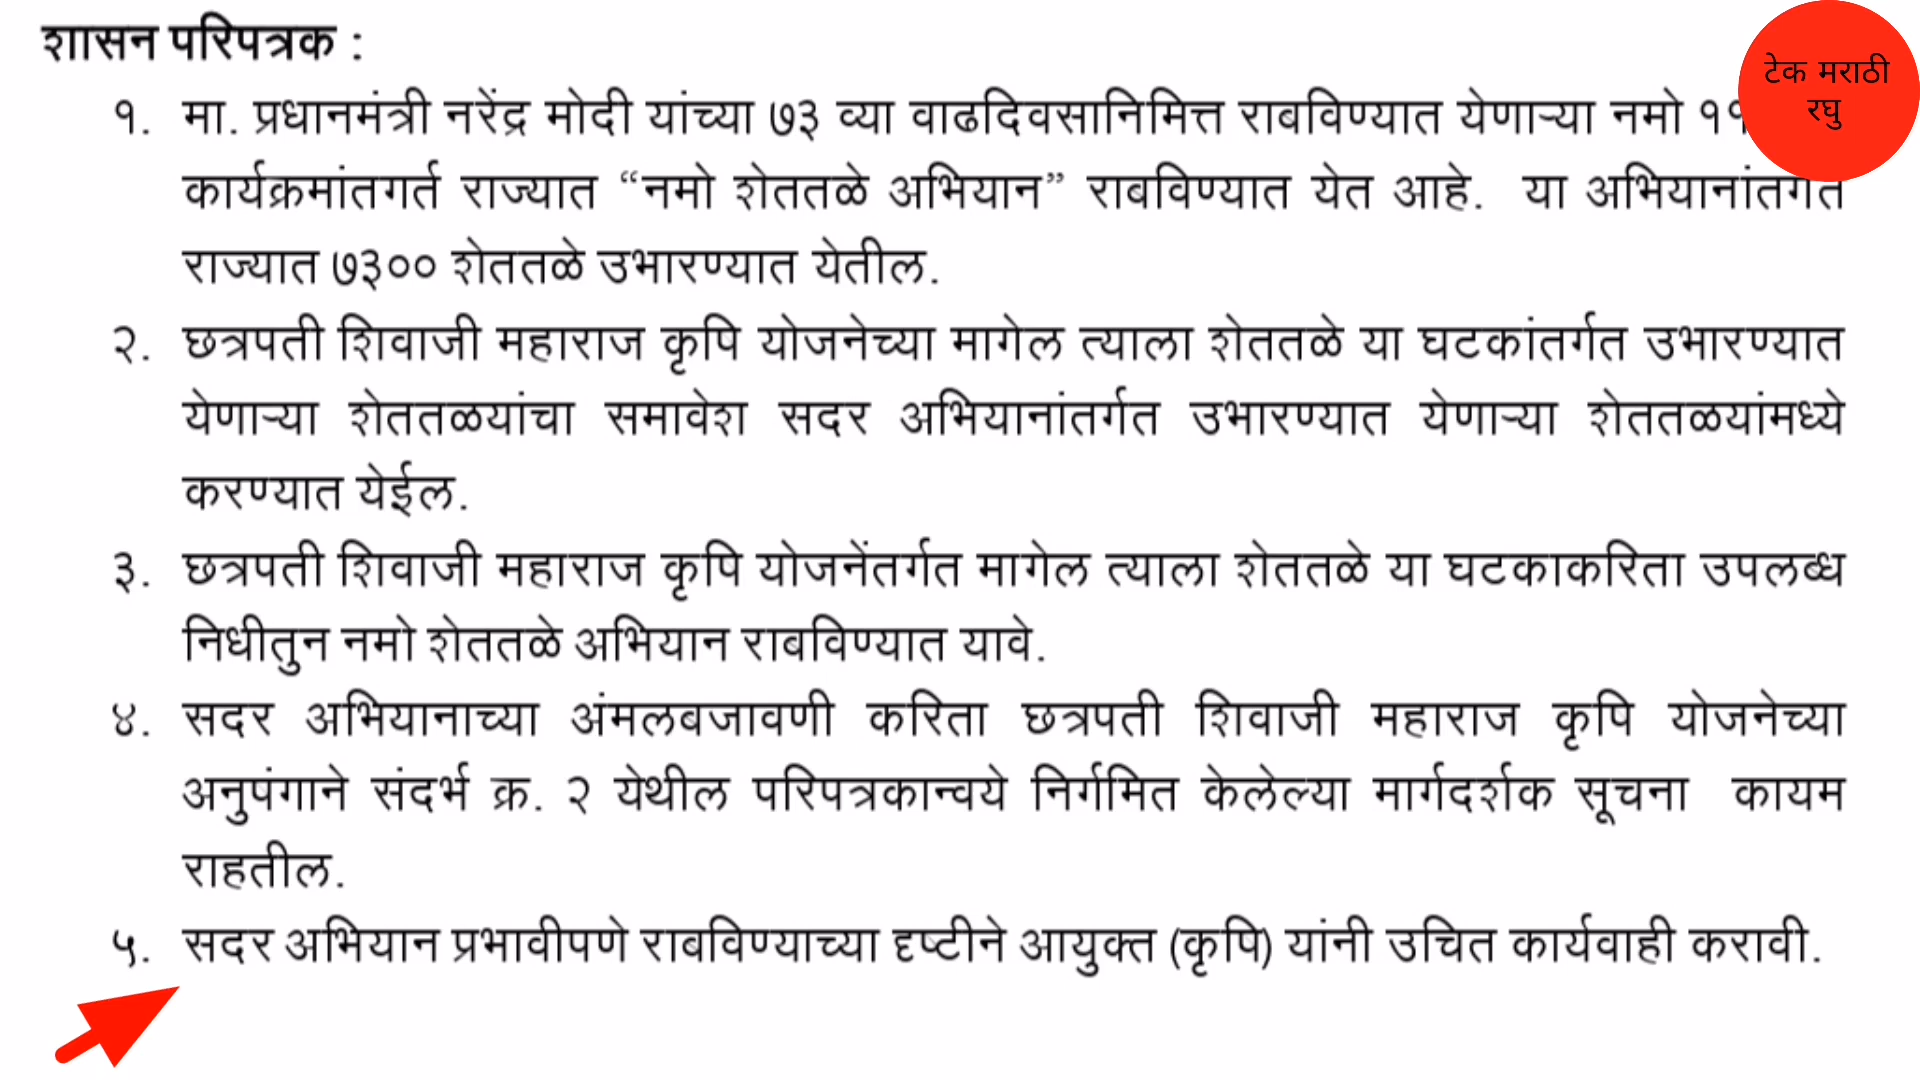 शासन परिपत्रक :
टेक मराठी
रघु
१. मा. प्रधानमंत्री नरेंद्र मोदी यांच्या ७३ व्या वाढदिवसानिमित्त राबविण्यात येणाऱ्या नमो
कार्यक्रमांतगर्त राज्यात “नमो शेततळे अभियान” राबविण्यात येत आहे. या अभियानांतर्गत
राज्यात ७३०० शेततळे उभारण्यात येतील.
२. छत्रपती शिवाजी महाराज कृषि योजनेच्या मागेल त्याला शेततळे या घटकांतर्गत उभारण्यात
येणाऱ्या शेततळयांचा समावेश सदर अभियानांतर्गत उभारण्यात येणाऱ्या शेततळयांमध्ये
करण्यात येईल.
३. छत्रपती शिवाजी महाराज कृषि योजनेंतर्गत मागेल त्याला शेततळे या घटकाकरिता उपलब्ध
निधीतुन नमो शेततळे अभियान राबविण्यात यावे.
४. सदर अभियानाच्या अंमलबजावणी करिता छत्रपती शिवाजी महाराज कृषि योजनेच्या
अनुषंगाने संदर्भ क्र. २ येथील परिपत्रकान्वये निर्गमित केलेल्या मार्गदर्शक सूचना कायम
राहतील.
५. सदर अभियान प्रभावीपणे राबविण्याच्या दृष्टीने आयुक्त (कृषि) यांनी उचित कार्यवाही करावी.